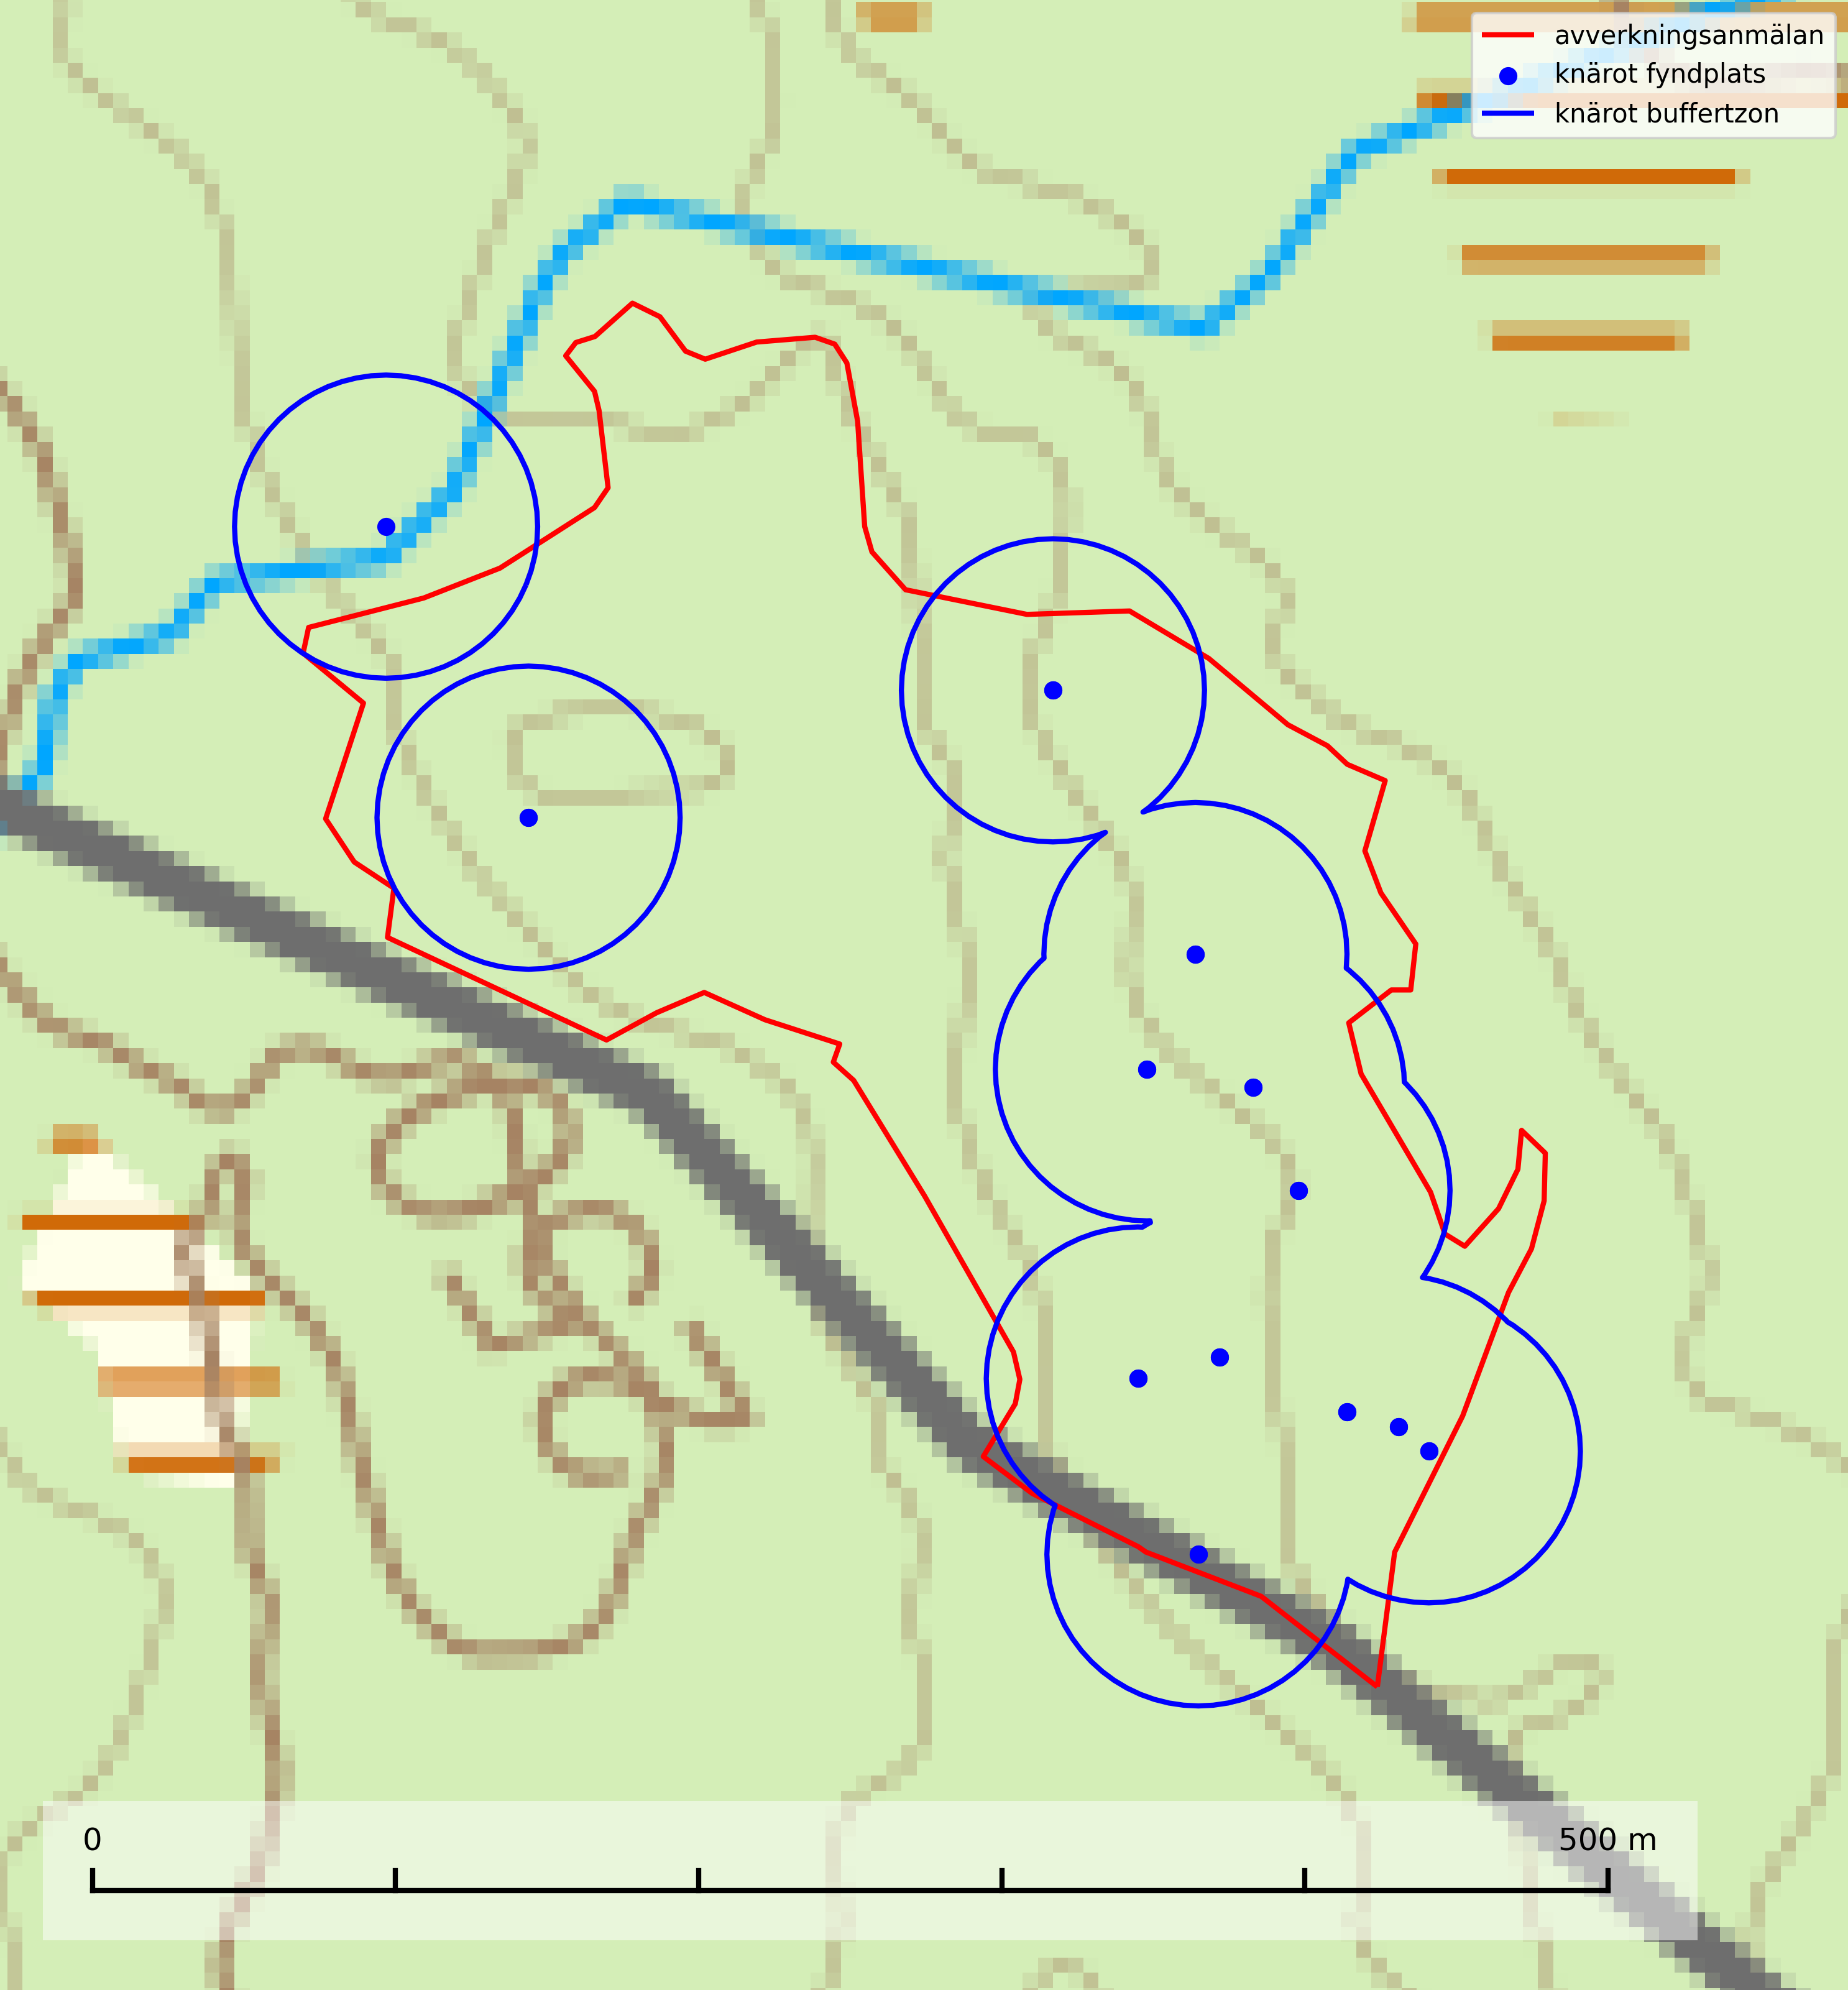 avverkningsanmälan
knärot fyndplats
knärot buffertzon
0
500 m